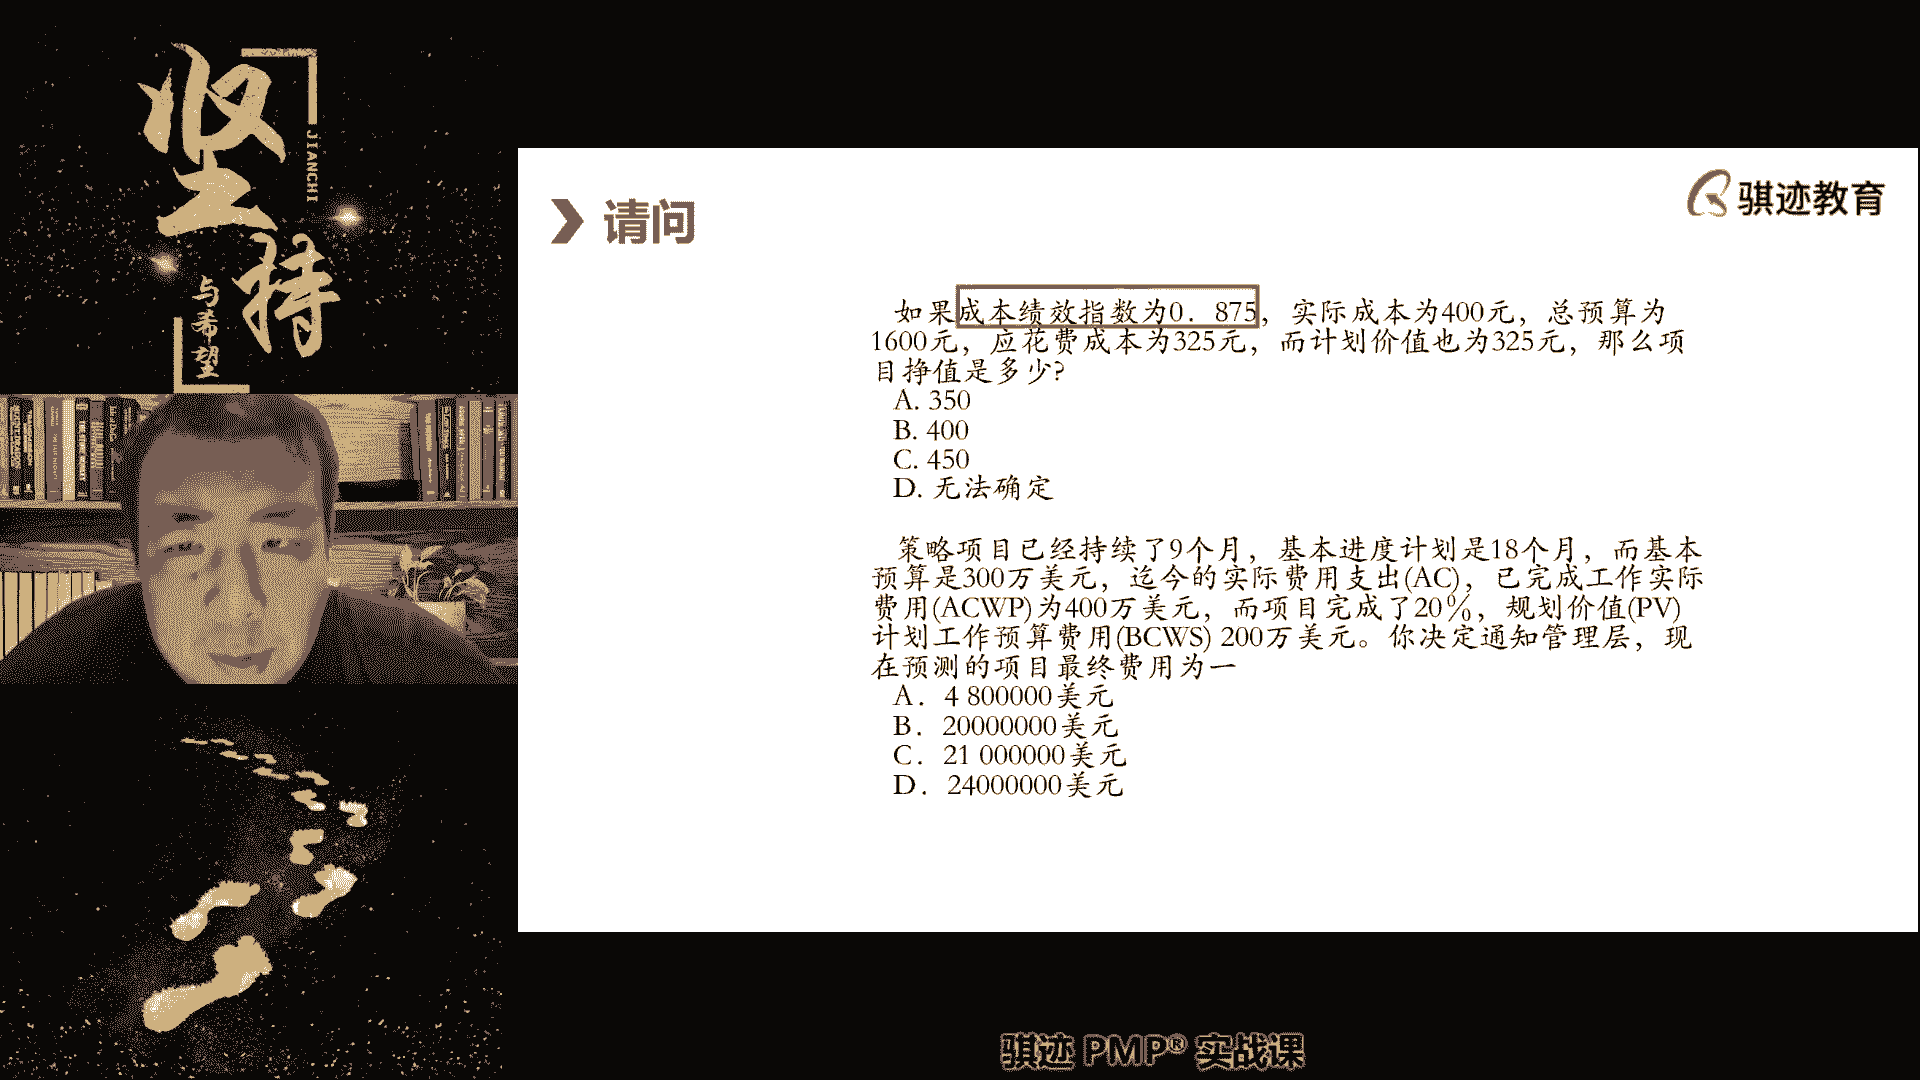 坚持
JIANCHI
与希望
骐迹教育
请问
如果成本绩效指数为0．875，实际成本为400元，总预算为
1600元，应花费成本为325元，而计划价值也为325元，那么项
目挣值是多少?
A. 350
B. 400
C. 450
D. 无法确定
策略项目已经持续了9个月，基本进度计划是18个月，而基本
预算是300万美元，迄今的实际费用支出(AC)，已完成工作实际
费用(ACWP)为400万美元，而项目完成了20％，规划价值(PV)
计划工作预算费用(BCWS) 200万美元。你决定通知管理层，现
在预测的项目最终费用为一
A．4 800000美元
B．20000000美元
C．21 000000美元
D．24000000美元
骐迹 PMP® 实战课